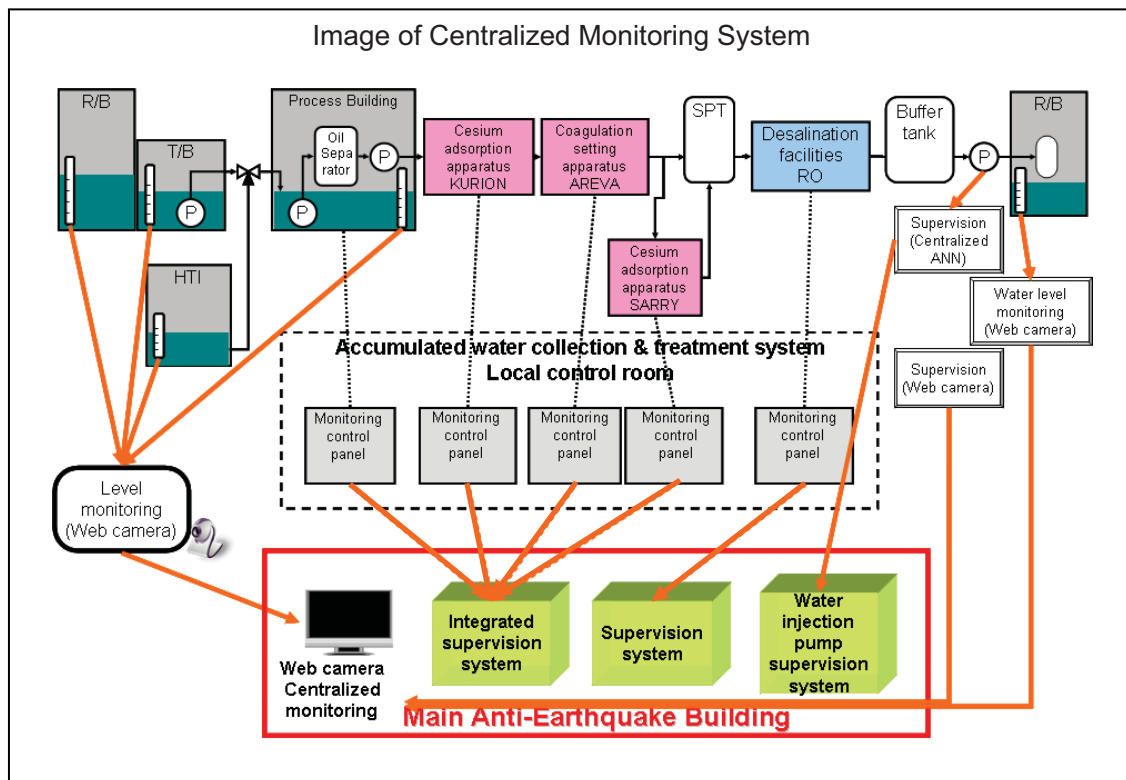 Image of Centralized Monitoring System
R/B
T/B
P
HTI
Process Building
Oil
Sepa
rator
P
P
Cesium
adsorption
apparatus
KURION
Coagulation
setting
apparatus
AREVA
SPT
Cesium
adsorption
apparatus
SARRY
Desalination
facilities
RO
Buffer
tank
P
R/B
Supervision
(Centralized
ANN)
Water level
monitoring
(Web camera)
Supervision
(Web camera)
Accumulated water collection & treatment system
Local control room
Monitoring
control
panel
Monitoring
control
panel
Monitoring
control
panel
Monitoring
control
panel
Monitoring
control
panel
Level
monitoring
(Web camera)
Web camera
Centralized
monitoring
Integrated
supervision
system
Supervision
system
Water
injection
pump
supervision
system
Main Anti-Earthquake Building